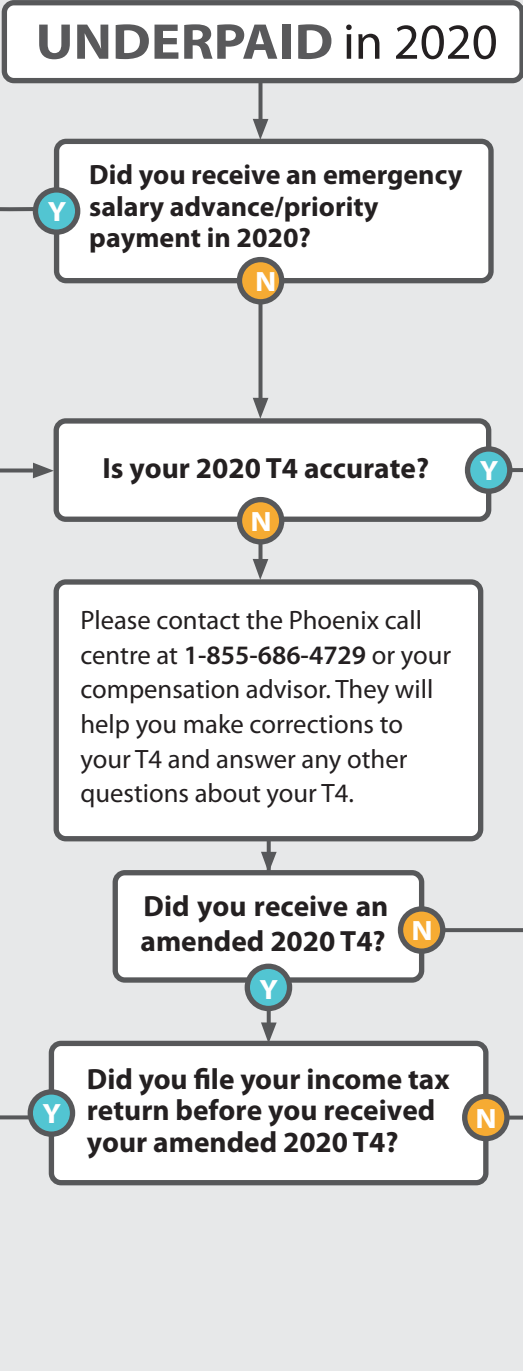 UNDERPAID in 2020
Did you receive an emergency
Y
salary advance/priority
payment in 2020?
N
Is your 2020 T4 accurate?
Y
N
Please contact the Phoenix call
centre at 1-855-686-4729 or your
compensation advisor. They will
help you make corrections to
your T4 and answer any other
questions about your T4.
Did you receive an
amended 2020 T4?
N
Y
Did you file your income tax
Y
return before you received
N
your amended 2020 T4?